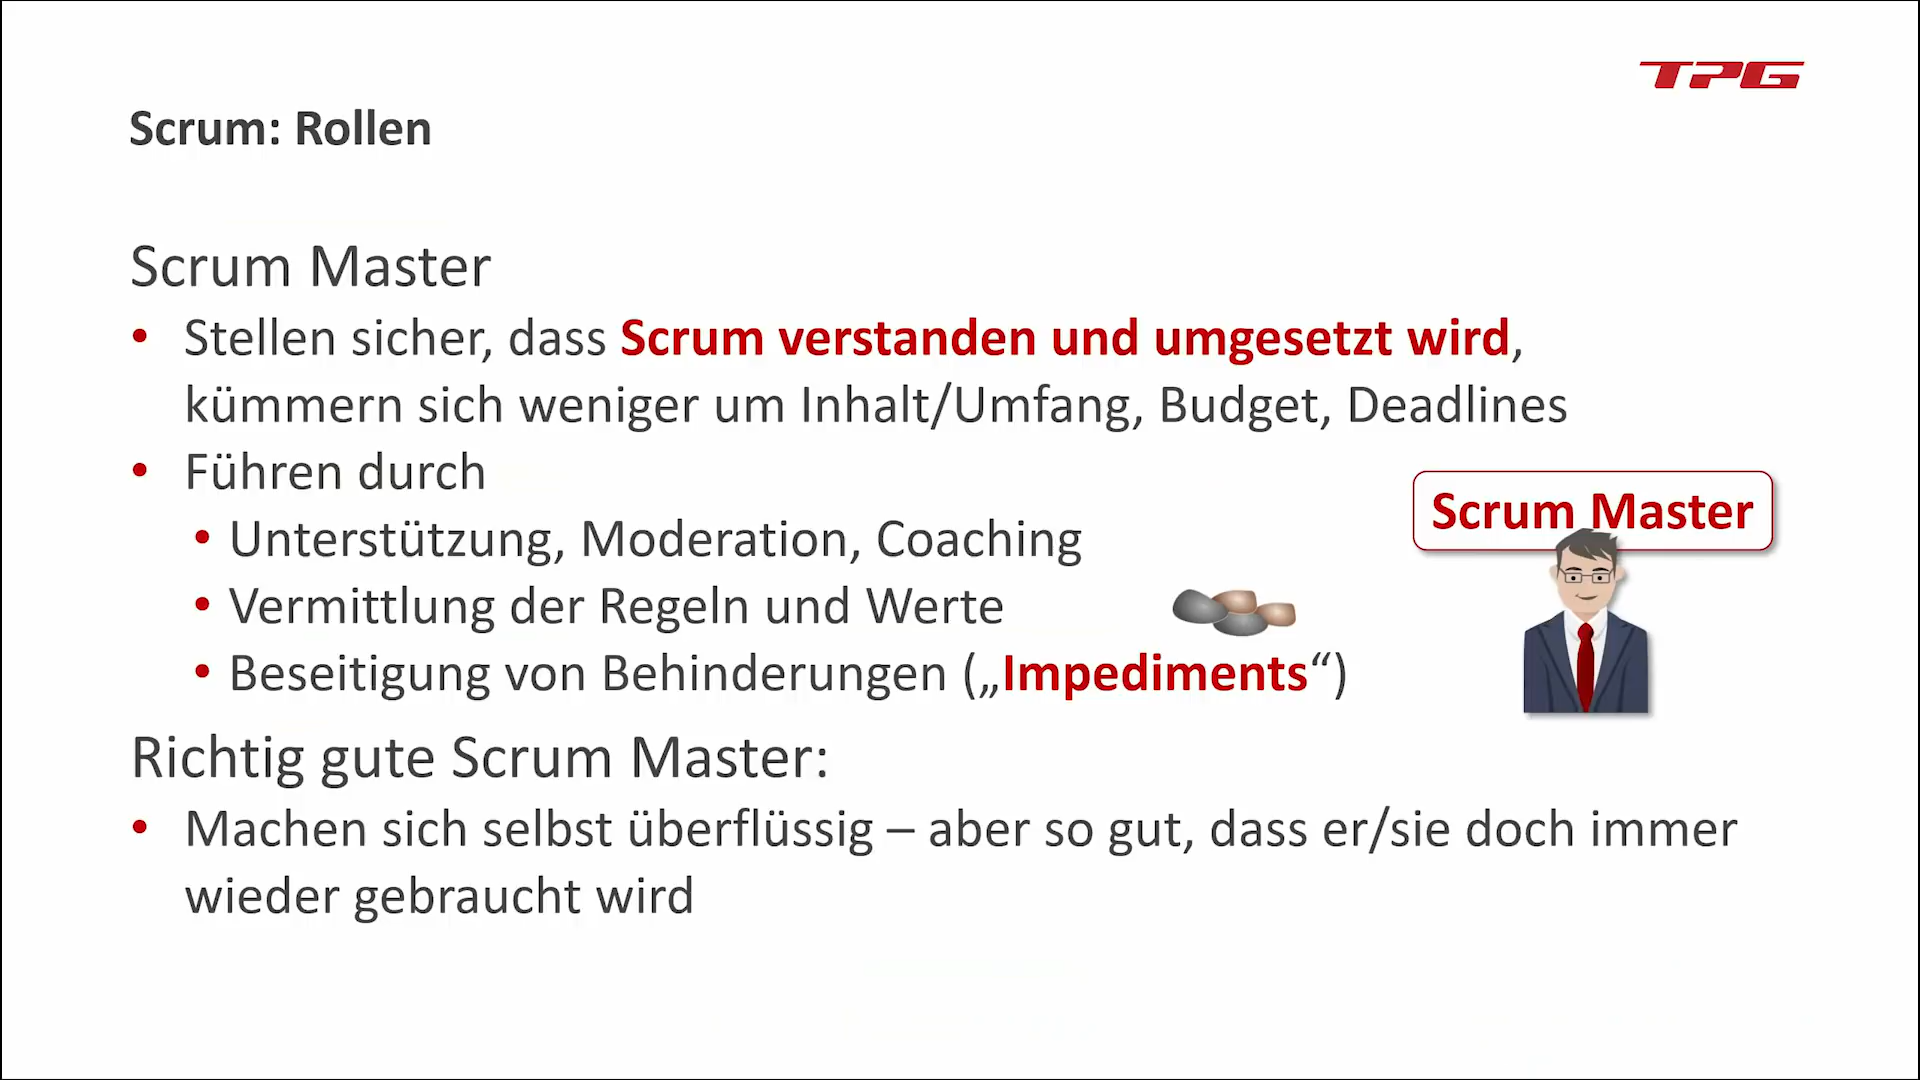 TPG
Scrum: Rollen
Scrum Master
• Stellen sicher, dass Scrum verstanden und umgesetzt wird,
kümmern sich weniger um Inhalt/Umfang, Budget, Deadlines
• Führen durch
• Unterstützung, Moderation, Coaching
• Vermittlung der Regeln und Werte
• Beseitigung von Behinderungen („Impediments“)
Scrum Master
Richtig gute Scrum Master:
• Machen sich selbst überflüssig – aber so gut, dass er/sie doch immer
wieder gebraucht wird